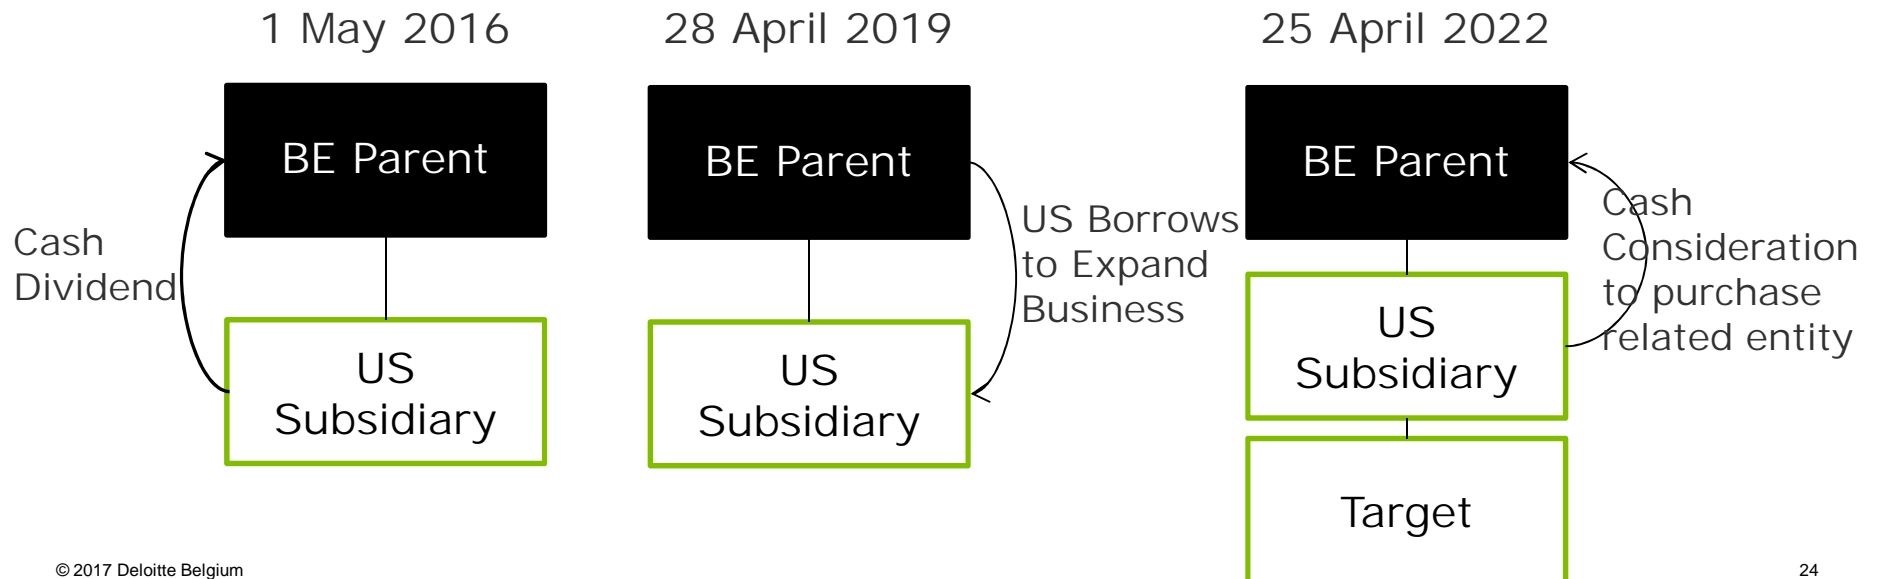 1 May 2016
28 April 2019
25 April 2022
BE Parent
Cash
Dividend
US
Subsidiary
BE Parent
US Borrows
to Expand
Business
US
Subsidiary
BE Parent
Cash
Consideration
to purchase
related entity
US
Subsidiary
Target
© 2017 Deloitte Belgium
24